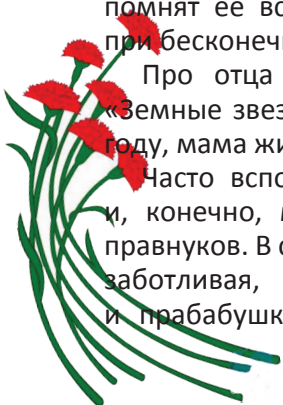 помнят ее во
при бесконечн
Про отца
«Земные звез
году, мама жи
Часто вспо
и, конечно, м
правнуков. В с
заботливая,
и прабабушк